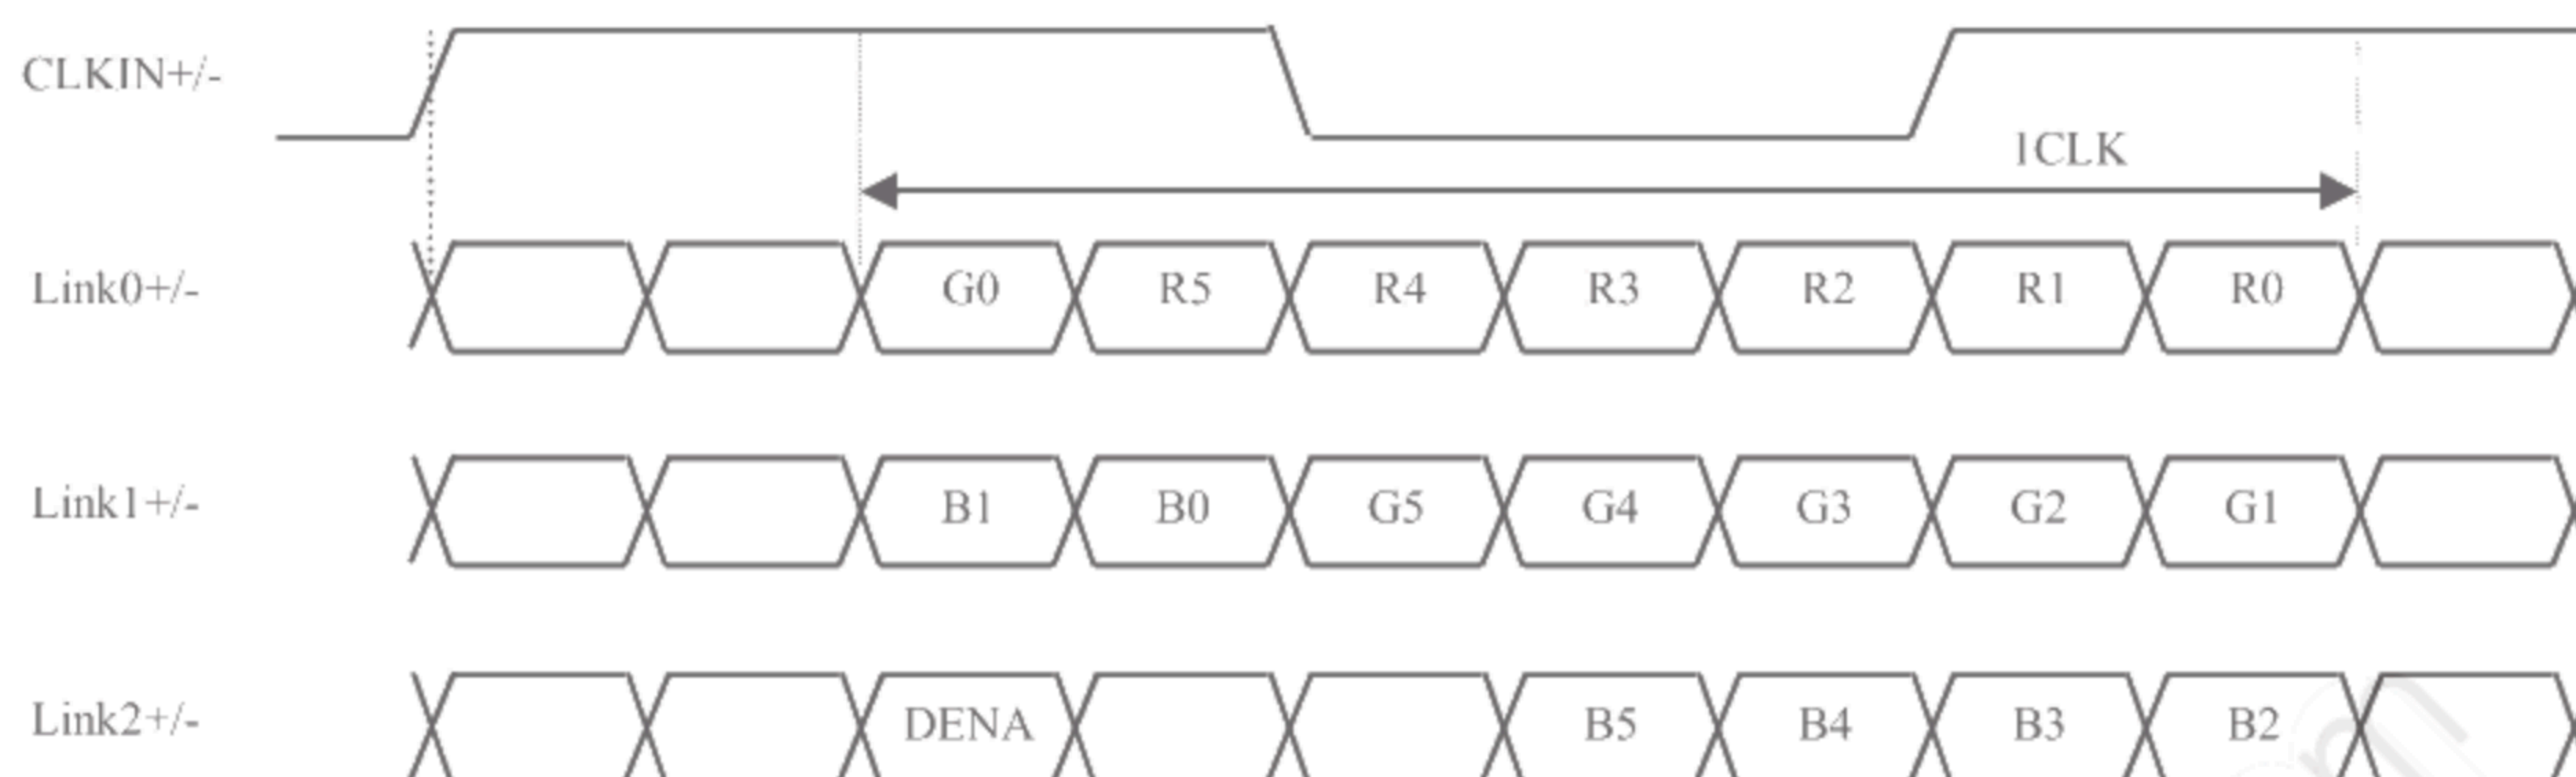 CLKIN+/-
1CLK
Link0+/- G0 R5 R4 R3 R2 R1 R0
Link1+/- B1 B0 G5 G4 G3 G2 G1
Link2+/- DENA B5 B4 B3 B2